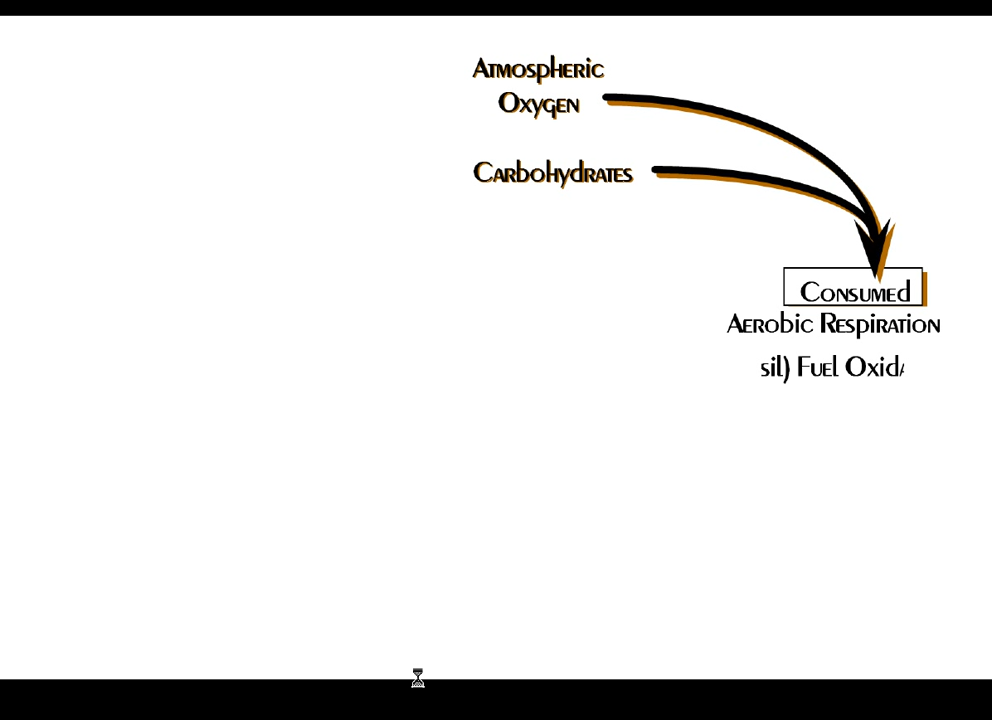 Atmospheric
Oxygen
Carbohydrates
Consumed
Aerobic Respiration
sil) Fuel Oxid